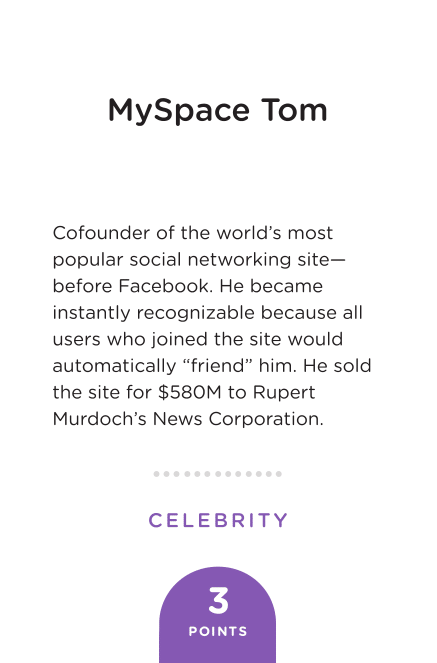 MySpace Tom
Cofounder of the world’s most
popular social networking site—
before Facebook. He became
instantly recognizable because all
users who joined the site would
automatically “friend” him. He sold
the site for $580M to Rupert
Murdoch’s News Corporation.
CELEBRITY
3
POINTS